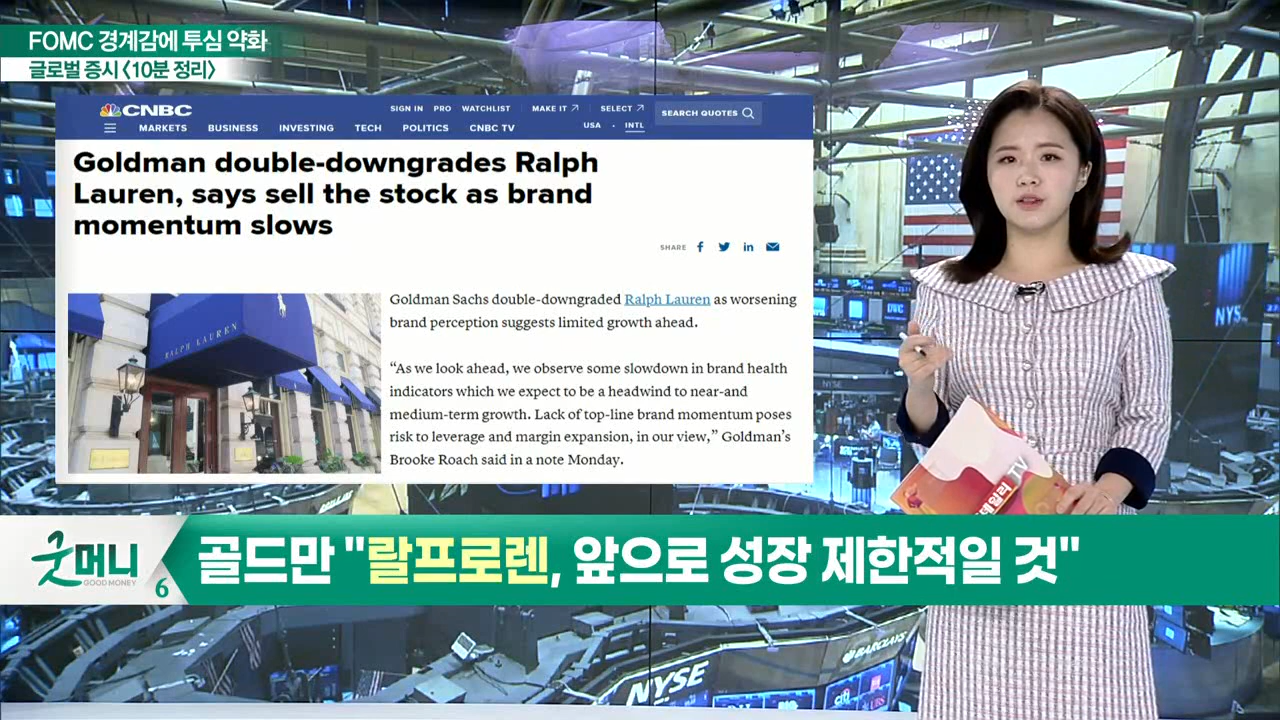 FOMC 경계감에 투심 약화
글로벌 증시 <10분 정리>
CNBC
SIGN IN PRO WATCHLIST MAKE IT SELECT SEARCH QUOTES
MARKETS BUSINESS INVESTING TECH POLITICS CNBC TV USA · INTL
Goldman double-downgrades Ralph
Lauren, says sell the stock as brand
momentum slows
SHARE
RALPH LAUREN
Goldman Sachs double-downgraded Ralph Lauren as worsening
brand perception suggests limited growth ahead.
“As we look ahead, we observe some slowdown in brand health
indicators which we expect to be a headwind to near-and
medium-term growth. Lack of top-line brand momentum poses
risk to leverage and margin expansion, in our view,” Goldman’s
Brooke Roach said in a note Monday.
NYS
데일리 TV
굿머니
GOOD MONEY
6
골드만 "랄프로렌, 앞으로 성장 제한적일 것"
BARCLAYS
NYSE
citi